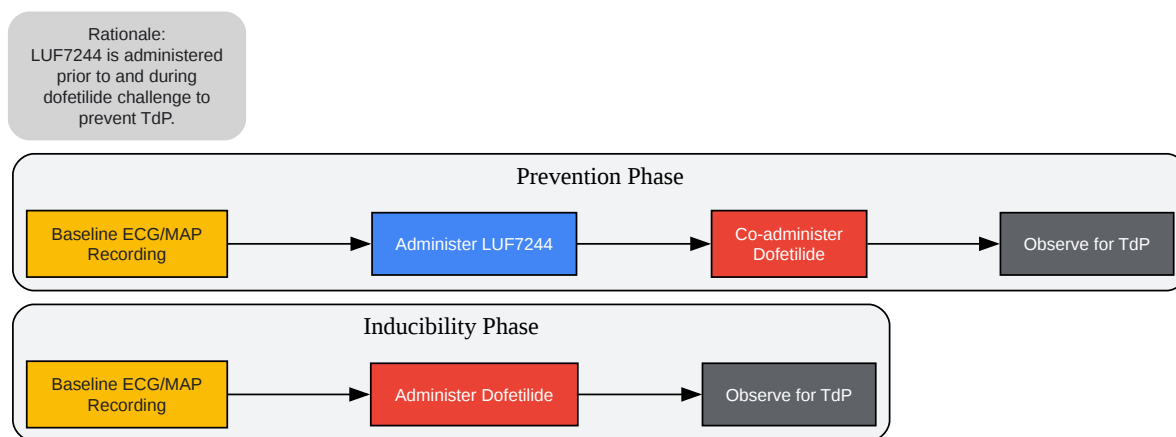 Rationale:
LUF7244 is administered
prior to and during
dofetilide challenge to
prevent TdP.
Prevention Phase
Baseline ECG/MAP
Recording
Administer LUF7244
Co-administer
Dofetilide
Observe for TdP
Inducibility Phase
Baseline ECG/MAP
Recording
Administer Dofetilide
Observe for TdP